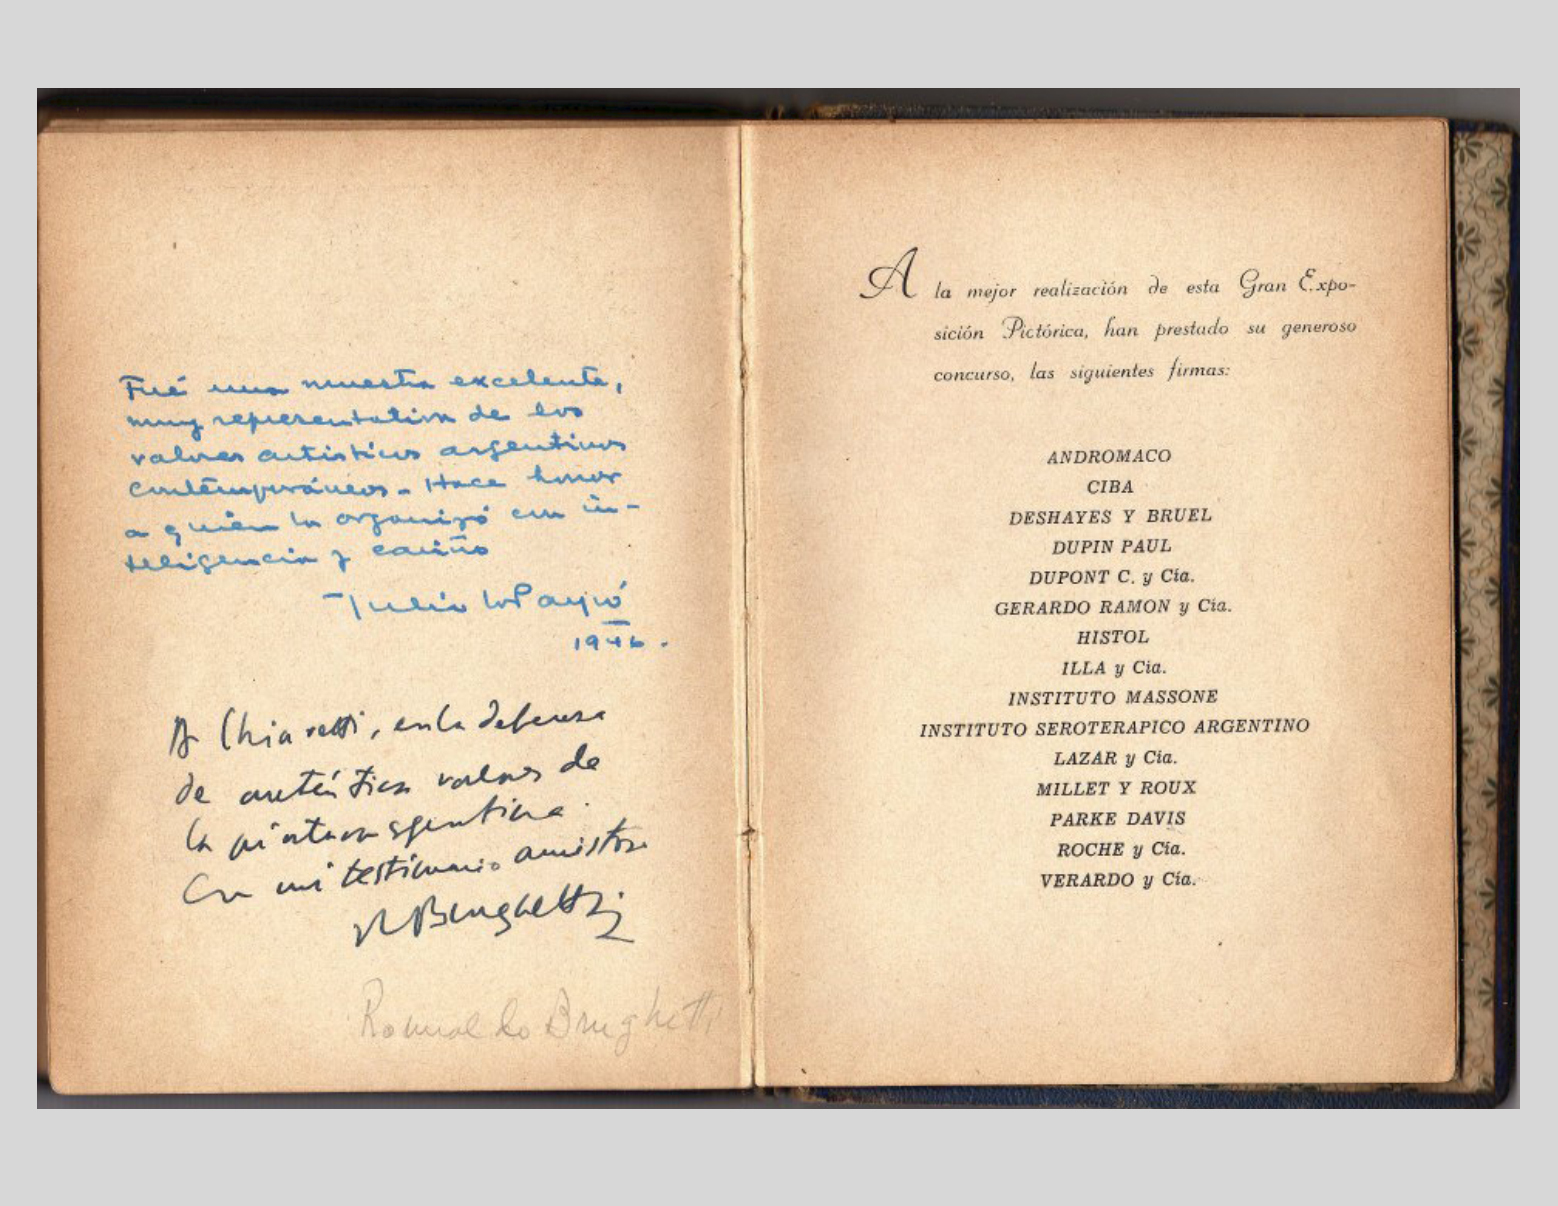 Fué una muestra excelente,
muy representativa de los
valores artísticos argentinos
contemporáneos - Hace honor
a quién la organizó con in-
teligencia y cariño
Julio E. Payró
1946.
A Chiaretti, en la defensa
de auténticos valores de
la pintura argentina.
Con mi testimonio amistoso
R Brughetti
Romualdo Brughetti
A la mejor realización de esta Gran Expo-
sición Pictórica, han prestado su generoso
concurso, las siguientes firmas:
ANDROMACO
CIBA
DESHAYES Y BRUEL
DUPIN PAUL
DUPONT C. y Cía.
GERARDO RAMON y Cía.
HISTOL
ILLA y Cía.
INSTITUTO MASSONE
INSTITUTO SEROTERAPICO ARGENTINO
LAZAR y Cía.
MILLET Y ROUX
PARKE DAVIS
ROCHE y Cía.
VERARDO y Cía.